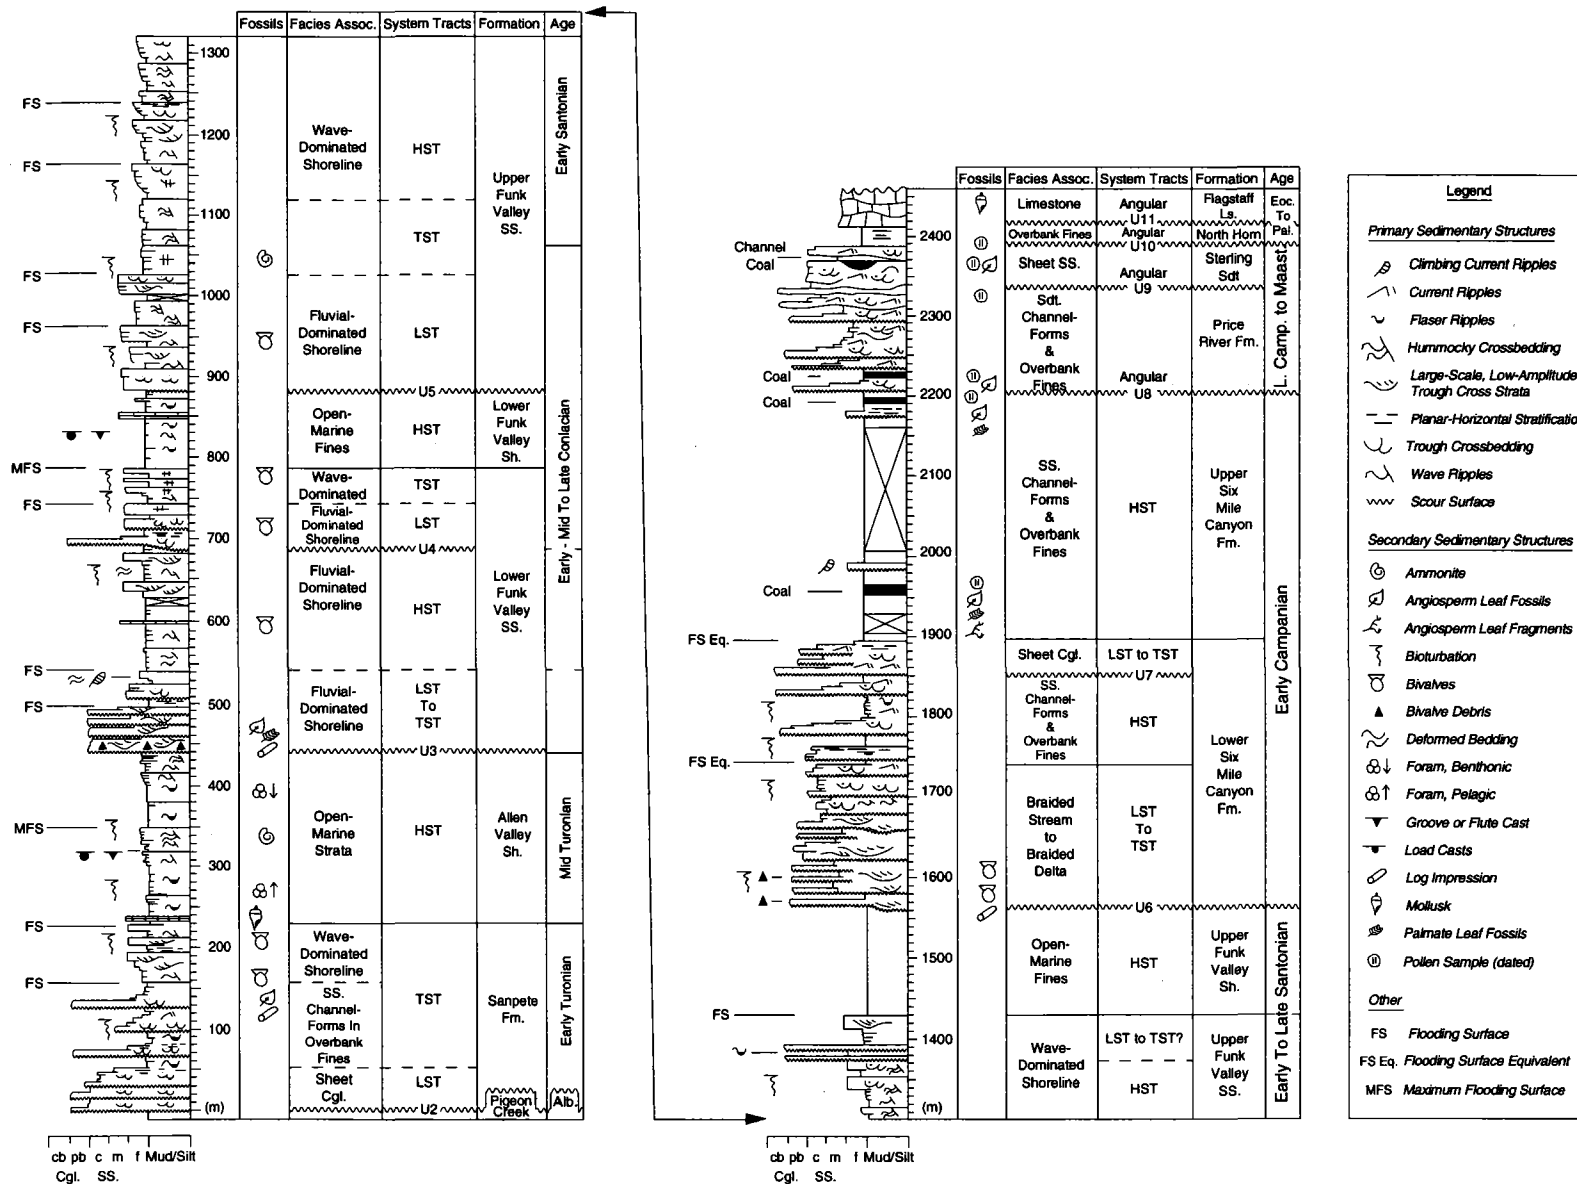 Fossils Facies Assoc. System Tracts Formation Age
1300
FS
1200
FS
1100
FS
1000
FS
900
800
MFS
FS
700
600
FS
FS
500
400
MFS
300
FS
200
FS
100
(m)
cb pb c m f Mud/Silt
Cgl. SS.
Wave-
Dominated
Shoreline
Fluvial-
Dominated
Shoreline
Open-
Marine
Fines
Wave-
Dominated
Fluvial-
Dominated
Shoreline
Fluvial-
Dominated
Shoreline
Fluvial-
Dominated
Shoreline
Open-
Marine
Strata
Wave-
Dominated
Shoreline
SS.
Channel-
Forms In
Overbank
Fines
Sheet
Cgl.
HST
TST
LST
U5
HST
TST
LST
U4
HST
LST
To
TST
U3
HST
TST
LST
U2
Upper
Funk
Valley
SS.
Lower
Funk
Valley
Sh.
Lower
Funk
Valley
SS.
Allen
Valley
Sh.
Sanpete
Fm.
Pigeon
Creek
Early Santonian
Early - Mid To Late Coniacian
Mid Turonian
Early Turonian
Alb.
Fossils Facies Assoc. System Tracts Formation Age
2400
Channel
Coal
2300
Coal
2200
Coal
2100
2000
Coal
1900
FS Eq.
1800
FS Eq.
1700
1600
1500
FS
1400
(m)
cb pb c m f Mud/Silt
Cgl. SS.
Limestone
Overbank Fines
Sheet SS.
Sdt.
Channel-
Forms
&
Overbank
Fines
SS.
Channel-
Forms
&
Overbank
Fines
Sheet Cgl.
SS.
Channel-
Forms
&
Overbank
Fines
Braided
Stream
to
Braided
Delta
Open-
Marine
Fines
Wave-
Dominated
Shoreline
Angular
U11
Angular
U10
Angular
U9
Angular
U8
HST
LST to TST
U7
HST
LST
To
TST
U6
HST
LST to TST?
HST
Flagstaff
Ls.
North Horn
Sterling
Sdt
Price
River Fm.
Upper
Six
Mile
Canyon
Fm.
Lower
Six
Mile
Canyon
Fm.
Upper
Funk
Valley
Sh.
Upper
Funk
Valley
SS.
Eoc.
To
Pal.
L. Camp. to Maast.
Early Campanian
Early To Late Santonian
Legend
Primary Sedimentary Structures
Climbing Current Ripples
Current Ripples
Flaser Ripples
Hummocky Crossbedding
Large-Scale, Low-Amplitude
Trough Cross Strata
Planar-Horizontal Stratificatio
Trough Crossbedding
Wave Ripples
Scour Surface
Secondary Sedimentary Structures
Ammonite
Angiosperm Leaf Fossils
Angiosperm Leaf Fragments
Bioturbation
Bivalves
Bivalve Debris
Deformed Bedding
Foram, Benthonic
Foram, Pelagic
Groove or Flute Cast
Load Casts
Log Impression
Mollusk
Palmate Leaf Fossils
Pollen Sample (dated)
Other
FS Flooding Surface
FS Eq. Flooding Surface Equivalent
MFS Maximum Flooding Surface